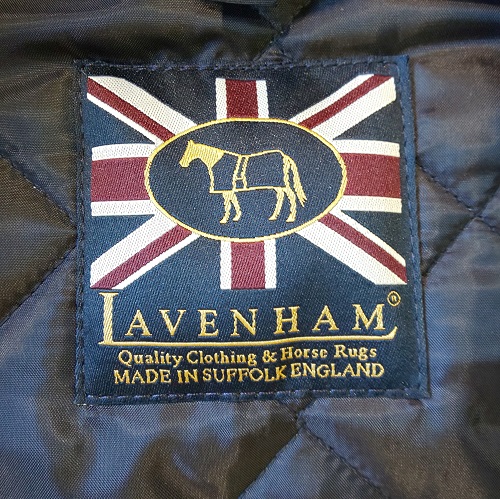 LAVENHAM®
Quality Clothing & Horse Rugs
MADE IN SUFFOLK ENGLAND